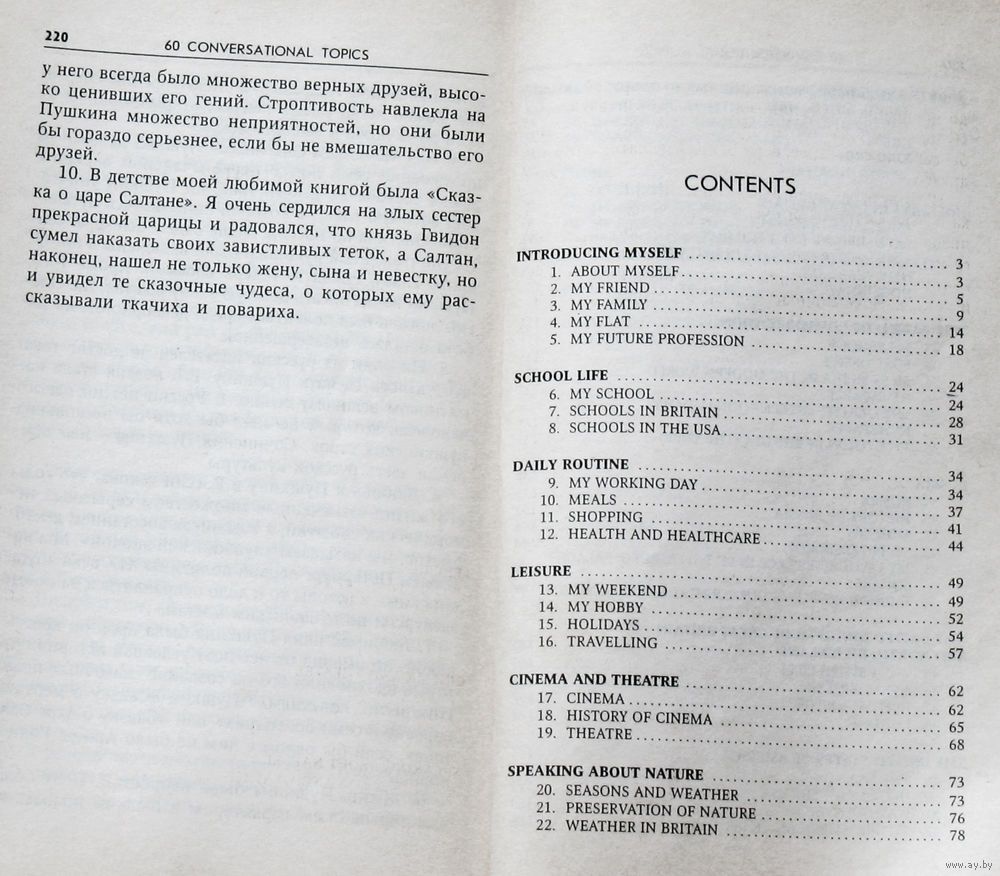 220
60 CONVERSATIONAL TOPICS
у него всегда было множество верных друзей, высо-
ко ценивших его гений. Строптивость навлекла на
Пушкина множество неприятностей, но они были
бы гораздо серьезнее, если бы не вмешательство его
друзей.
10. В детстве моей любимой книгой была «Сказ-
ка о царе Салтане». Я очень сердился на злых сестер
прекрасной царицы и радовался, что князь Гвидон
сумел наказать своих завистливых теток, а Салтан,
наконец, нашел не только жену, сына и невестку, но
и увидел те сказочные чудеса, о которых ему рас-
сказывали ткачиха и повариха.
CONTENTS
INTRODUCING MYSELF ........ 3
1. ABOUT MYSELF ........ 3
2. MY FRIEND ........ 5
3. MY FAMILY ........ 9
4. MY FLAT ........ 14
5. MY FUTURE PROFESSION ........ 18
SCHOOL LIFE ........ 24
6. MY SCHOOL ........ 24
7. SCHOOLS IN BRITAIN ........ 28
8. SCHOOLS IN THE USA ........ 31
DAILY ROUTINE ........ 34
9. MY WORKING DAY ........ 34
10. MEALS ........ 37
11. SHOPPING ........ 41
12. HEALTH AND HEALTHCARE ........ 44
LEISURE ........ 49
13. MY WEEKEND ........ 49
14. MY HOBBY ........ 52
15. HOLIDAYS ........ 54
16. TRAVELLING ........ 57
CINEMA AND THEATRE ........ 62
17. CINEMA ........ 62
18. HISTORY OF CINEMA ........ 65
19. THEATRE ........ 68
SPEAKING ABOUT NATURE ........ 73
20. SEASONS AND WEATHER ........ 73
21. PRESERVATION OF NATURE ........ 76
22. WEATHER IN BRITAIN ........ 78
www.ay.by